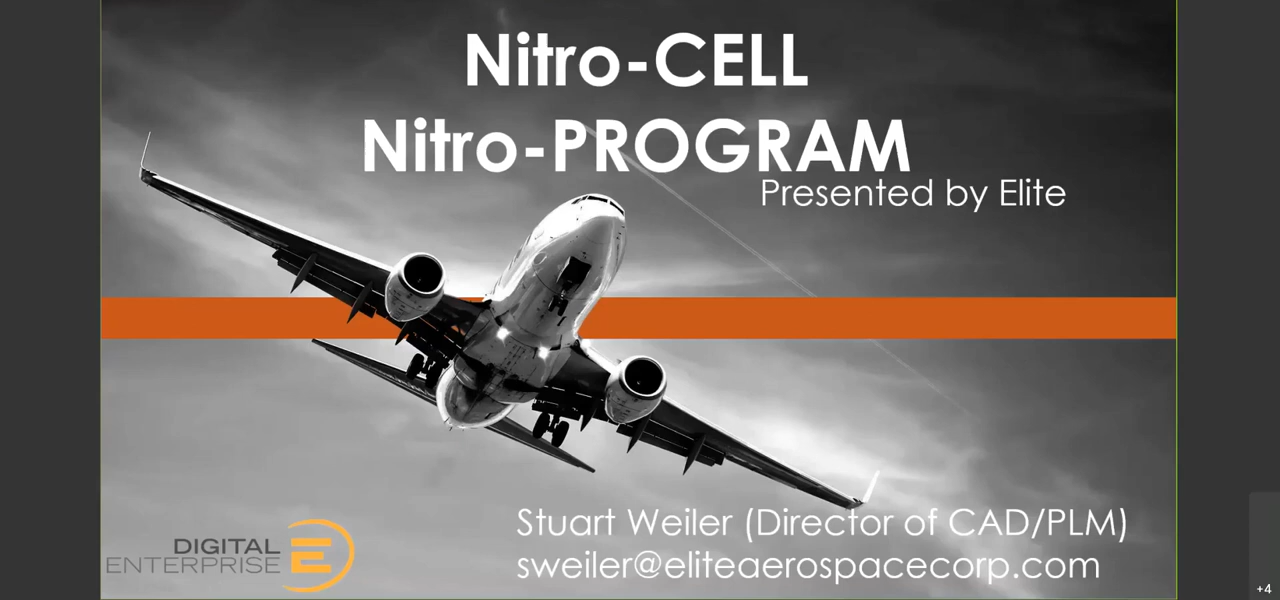 Nitro-CELL
Nitro-PROGRAM
Presented by Elite
Stuart Weiler (Director of CAD/PLM)
sweiler@eliteaerospacecorp.com
DIGITAL
ENTERPRISE E
+4